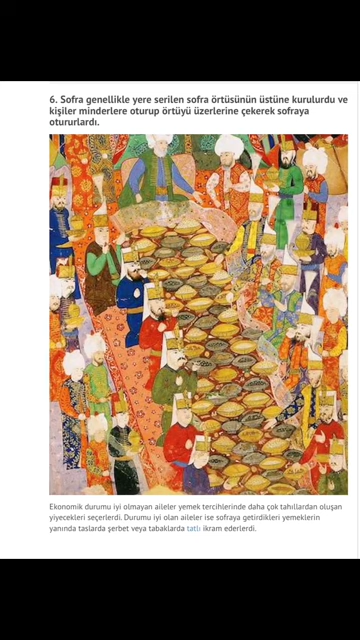 6. Sofra genellikle yere serilen sofra örtüsünün üstüne kurulurdu ve
kişiler minderlere oturup örtüyü üzerlerine çekerek sofraya
otururlardı.
Ekonomik durumu iyi olmayan aileler yemek tercihlerinde daha çok tahıllardan oluşan
yiyecekleri seçerlerdi. Durumu iyi olan aileler ise sofraya getirdikleri yemeklerin
yanında taslarda şerbet veya tabaklarda tatlı ikram ederlerdi.